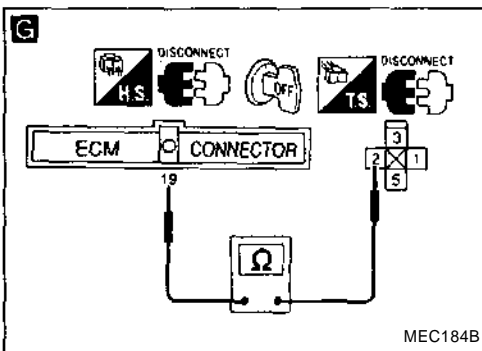 G
DISCONNECT
H.S.
OFF
DISCONNECT
T.S.
ECM CONNECTOR
19
3
2 1
5
Ω
MEC184B